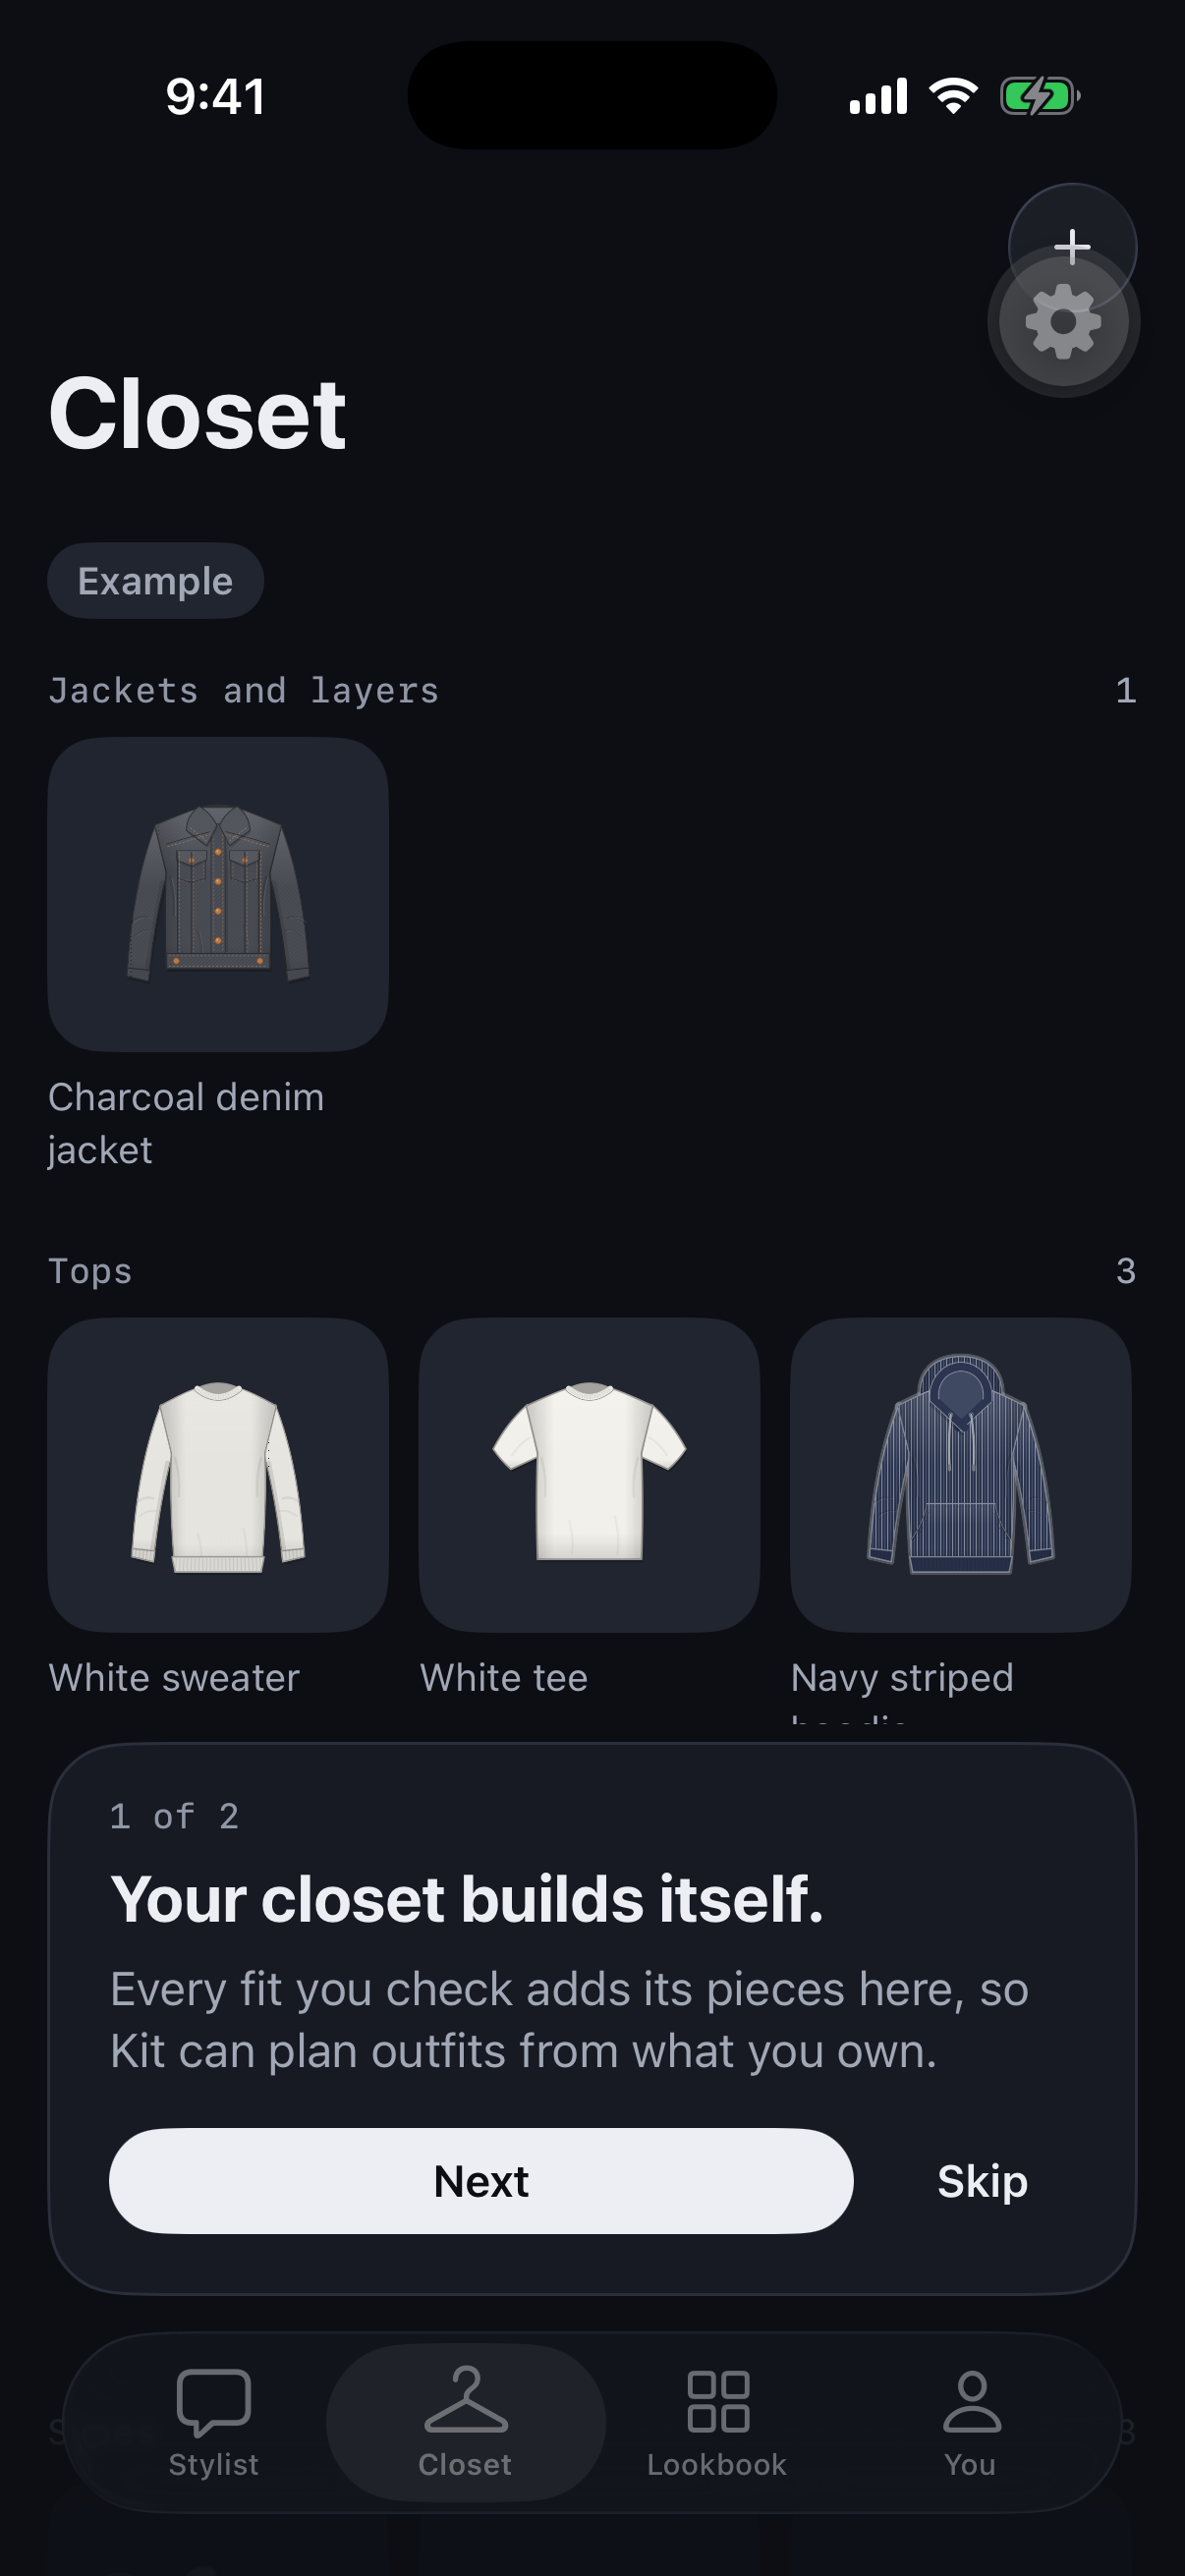 9:41
Closet
Example
Jackets and layers 1
Charcoal denim
jacket
Tops 3
White sweater White tee Navy striped
1 of 2
Your closet builds itself.
Every fit you check adds its pieces here, so
Kit can plan outfits from what you own.
Next Skip
Stylist Closet Lookbook You